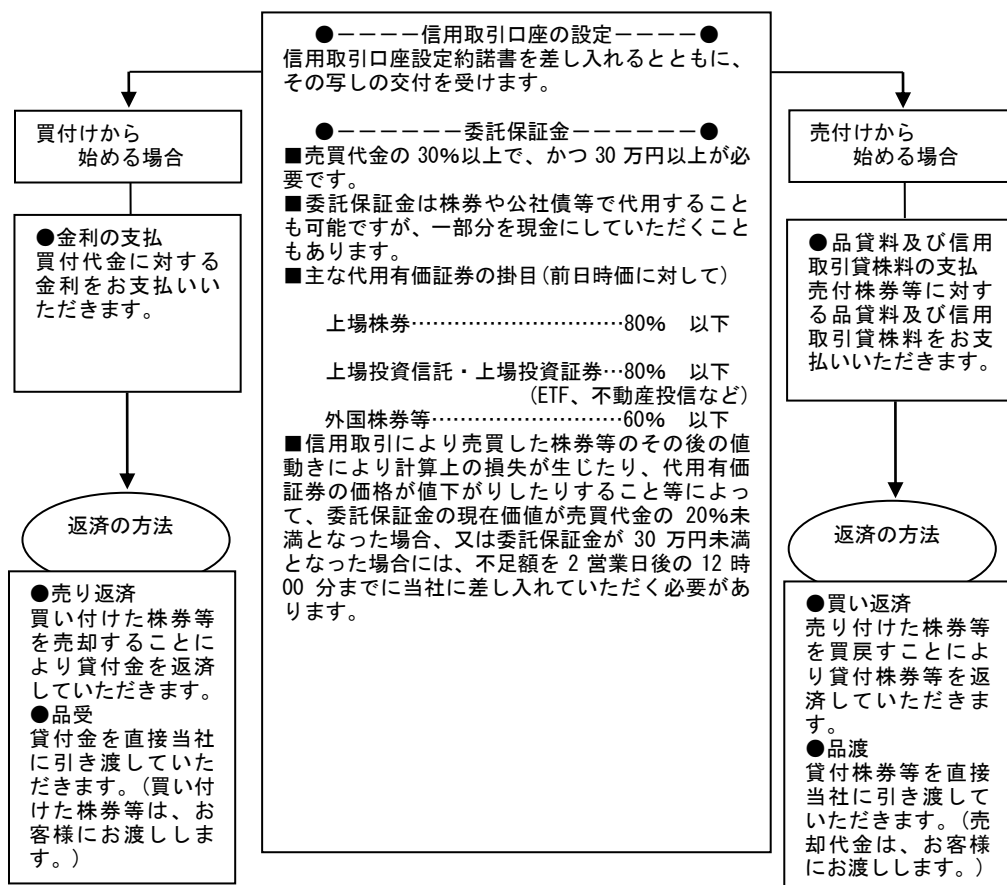 ●ーーーー信用取引口座の設定ーーーー●
信用取引口座設定約諾書を差し入れるとともに、
その写しの交付を受けます。
●ーーーーーー委託保証金ーーーーーー●
■売買代金の 30%以上で、かつ 30 万円以上が必
要です。
■委託保証金は株券や公社債等で代用すること
も可能ですが、一部分を現金にしていただくこと
もあります。
■主な代用有価証券の掛目(前日時価に対して)
上場株券…………………………80% 以下
上場投資信託・上場投資証券…80% 以下
(ETF、不動産投信など)
外国株券等………………………60% 以下
■信用取引により売買した株券等のその後の値
動きにより計算上の損失が生じたり、代用有価
証券の価格が値下がりしたりすること等によっ
て、委託保証金の現在価値が売買代金の 20%未
満となった場合、又は委託保証金が 30 万円未満
となった場合には、不足額を 2 営業日後の 12 時
00 分までに当社に差し入れていただく必要があ
ります。
買付けから
始める場合
●金利の支払
買付代金に対する
金利をお支払いい
ただきます。
返済の方法
●売り返済
買い付けた株券等
を売却することに
より貸付金を返済
していただきます。
●品受
貸付金を直接当社
に引き渡していた
だきます。(買い付
けた株券等は、お
客様にお渡ししま
す。)
売付けから
始める場合
●品貸料及び信用
取引貸株料の支払
売付株券等に対す
る品貸料及び信用
取引貸株料をお支
払いいただきます。
返済の方法
●買い返済
売り付けた株券等
を買戻すことによ
り貸付株券等を返
済していただきま
す。
●品渡
貸付株券等を直接
当社に引き渡して
いただきます。(売
却代金は、お客様
にお渡しします。)